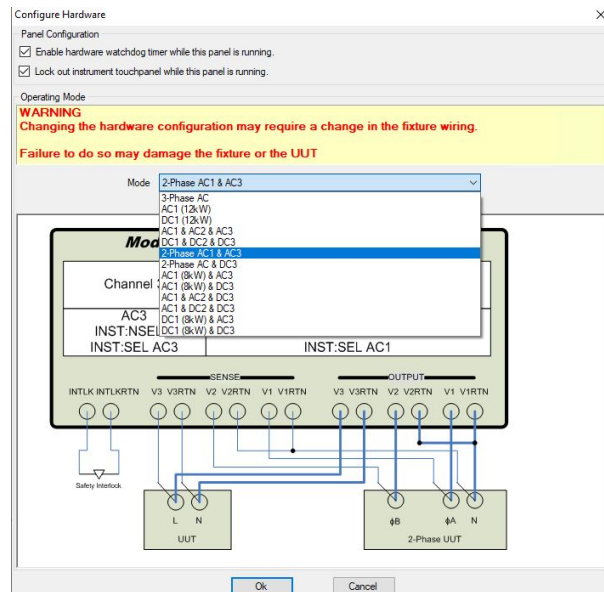 Configure Hardware
Panel Configuration
Enable hardware watchdog timer while this panel is running.
Lock out instrument touchpanel while this panel is running.
Operating Mode
WARNING
Changing the hardware configuration may require a change in the fixture wiring.
Failure to do so may damage the fixture or the UUT
Mode 2-Phase AC1 & AC3
3-Phase AC
AC1 (12kW)
DC1 (12kW)
AC1 & AC2 & AC3
DC1 & DC2 & DC3
2-Phase AC1 & AC3
2-Phase AC & DC3
AC1 (8kW) & AC3
AC1 (8kW) & DC3
AC1 & AC2 & DC3
AC1 & DC2 & DC3
DC1 (8kW) & AC3
DC1 (8kW) & DC3
Channel
AC3
INST:NSEL
INST:SEL AC3 INST:SEL AC1
SENSE OUTPUT
INTLK INTLKRTN V3 V3RTN V2 V2RTN V1 V1RTN V3 V3RTN V2 V2RTN V1 V1RTN
Safety Interlock
L N ϕB ϕA N
UUT 2-Phase UUT
Ok Cancel